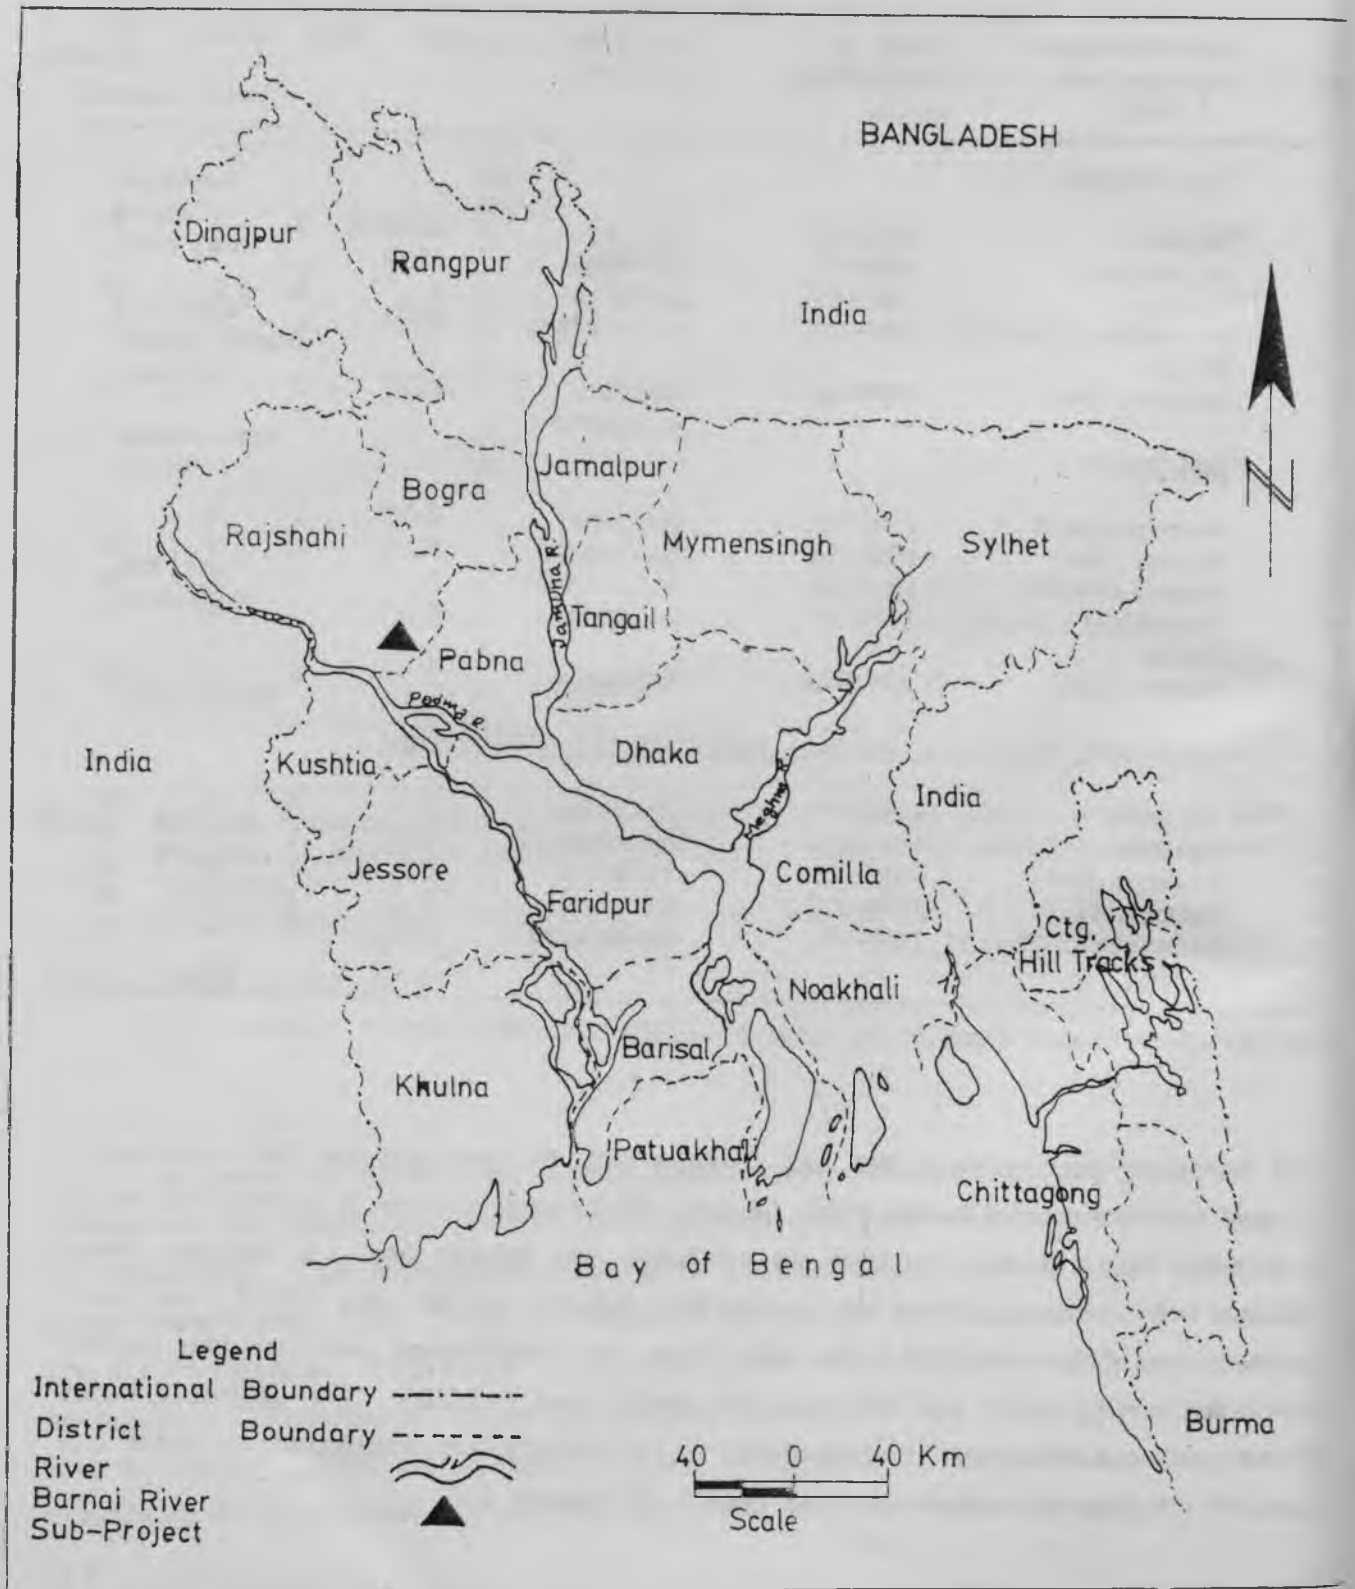 BANGLADESH
Dinajpur
Rangpur
India
N
Jamalpur
Bogra
Rajshahi
Mymensingh
Sylhet
Jamuna R.
Tangail
Pabna
Padma R.
India
Kushtia
Dhaka
Meghna R.
India
Jessore
Comilla
Faridpur
Ctg.
Hill Tracks
Noakhali
Barisal
Khulna
Patuakhali
Chittagong
Bay of Bengal
Legend
International Boundary
District Boundary
River
Barnai River
Sub-Project
Burma
40 0 40 Km
Scale